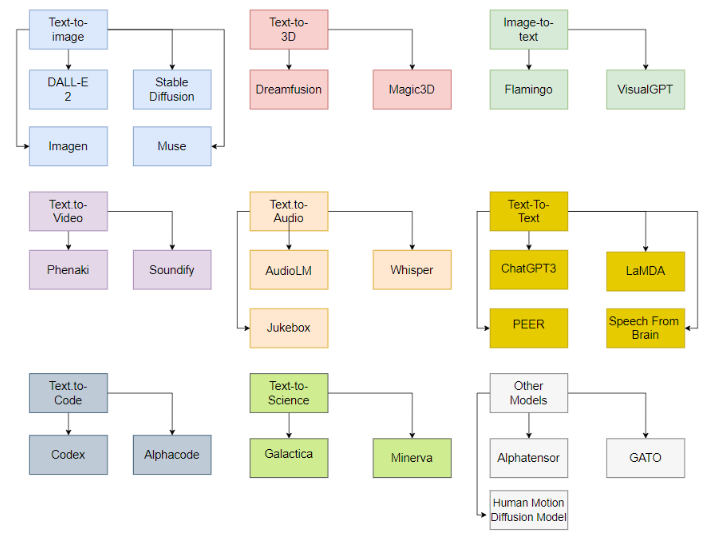 Text-to-
image
Text-to-
3D
Image-to-
text
DALL-E
2
Stable
Diffusion
Dreamfusion
Magic3D
Flamingo
VisualGPT
Imagen
Muse
Text.to-
Video
Text.to-
Audio
Text-To-
Text
Phenaki
Soundify
AudioLM
Whisper
ChatGPT3
LaMDA
Jukebox
PEER
Speech From
Brain
Text.to-
Code
Text-to-
Science
Other
Models
Codex
Alphacode
Galactica
Minerva
Alphatensor
GATO
Human Motion
Diffusion Model